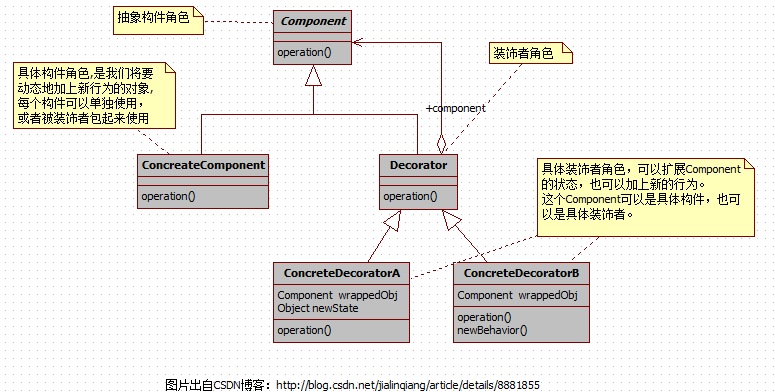 抽象构件角色
Component
operation()
装饰者角色
具体构件角色,是我们将要
动态地加上新行为的对象,
每个构件可以单独使用，
或者被装饰者包起来使用
+component
ConcreateComponent
operation()
Decorator
operation()
具体装饰者角色，可以扩展Component
的状态，也可以加上新的行为。
这个Component可以是具体构件，也可
以是具体装饰者。
ConcreteDecoratorA
Component wrappedObj
Object newState
operation()
ConcreteDecoratorB
Component wrappedObj
operation()
newBehavior()
图片出自CSDN博客：http://blog.csdn.net/jialinqiang/article/details/8881855